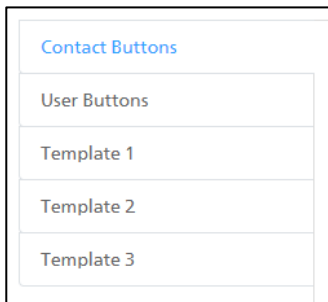 Contact Buttons
User Buttons
Template 1
Template 2
Template 3